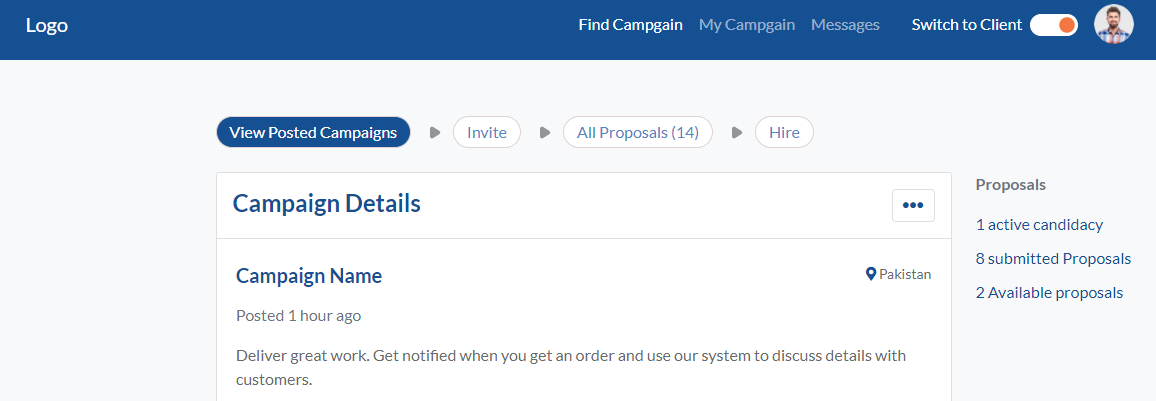 Logo
Find Campgain My Campgain Messages Switch to Client
View Posted Campaigns Invite All Proposals (14) Hire
Campaign Details
Campaign Name
Pakistan
Posted 1 hour ago
Deliver great work. Get notified when you get an order and use our system to discuss details with
customers.
Proposals
1 active candidacy
8 submitted Proposals
2 Available proposals